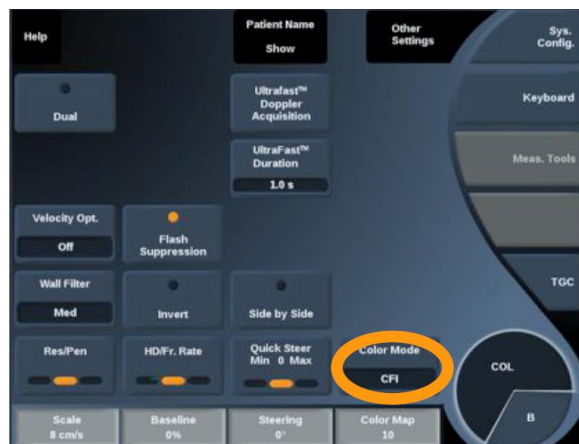 Help
Patient Name
Show
Other
Settings
Sys.
Config.
Dual
Ultrafast™
Doppler
Acquisition
Keyboard
UltraFast™
Duration
1.0 s
Meas. Tools
Velocity Opt.
Off
Flash
Suppression
Wall Filter
Med
Invert
Side by Side
TGC
Res/Pen
HD/Fr. Rate
Quick Steer
Min 0 Max
Color Mode
CFI
COL
B
Scale
8 cm/s
Baseline
0%
Steering
0°
Color Map
10